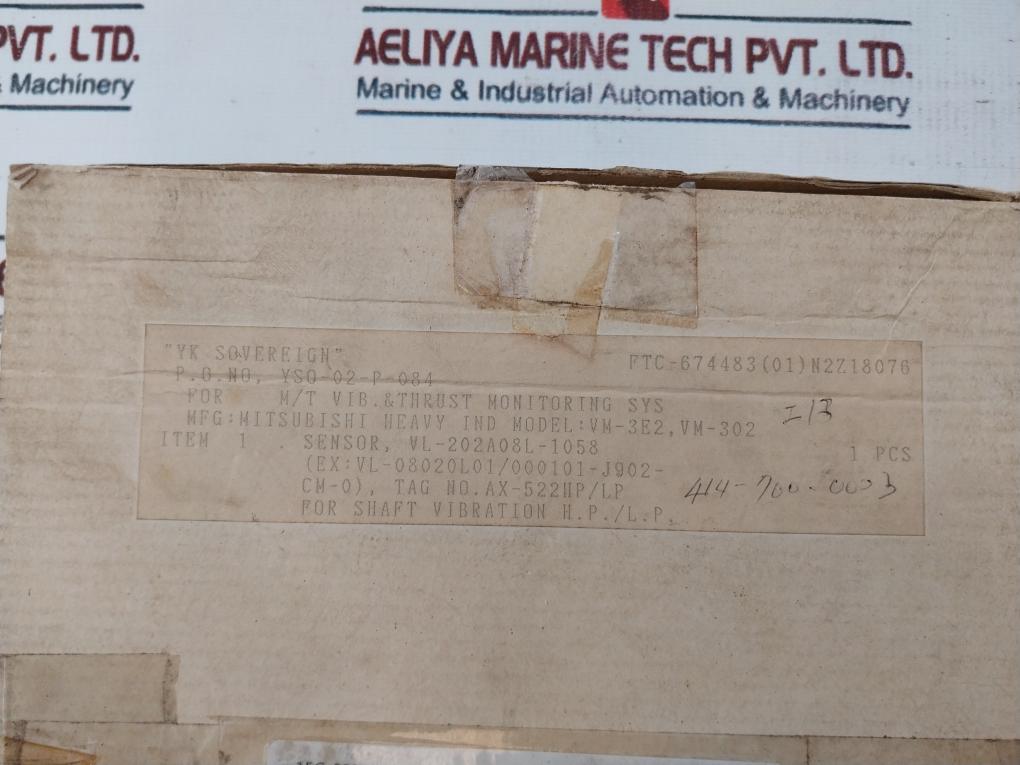 PVT. LTD.
& Machinery
AELIYA MARINE TECH PVT. LTD.
Marine & Industrial Automation & Machinery
"YK SOVEREIGN" FTC-674483(01)N2Z18076
P.O.NO, YSO-02-P-084
FOR M/T VIB.&THRUST MONITORING SYS
I/B
MFG:MITSUBISHI HEAVY IND MODEL:VM-3E2,VM-302
ITEM 1 . SENSOR, VL-202A08L-1058 1 PCS
(EX:VL-08020L01/000101-J902-
CM-0), TAG NO.AX-522HP/LP 414-700-0003
FOR SHAFT VIBRATION H.P./L.P.